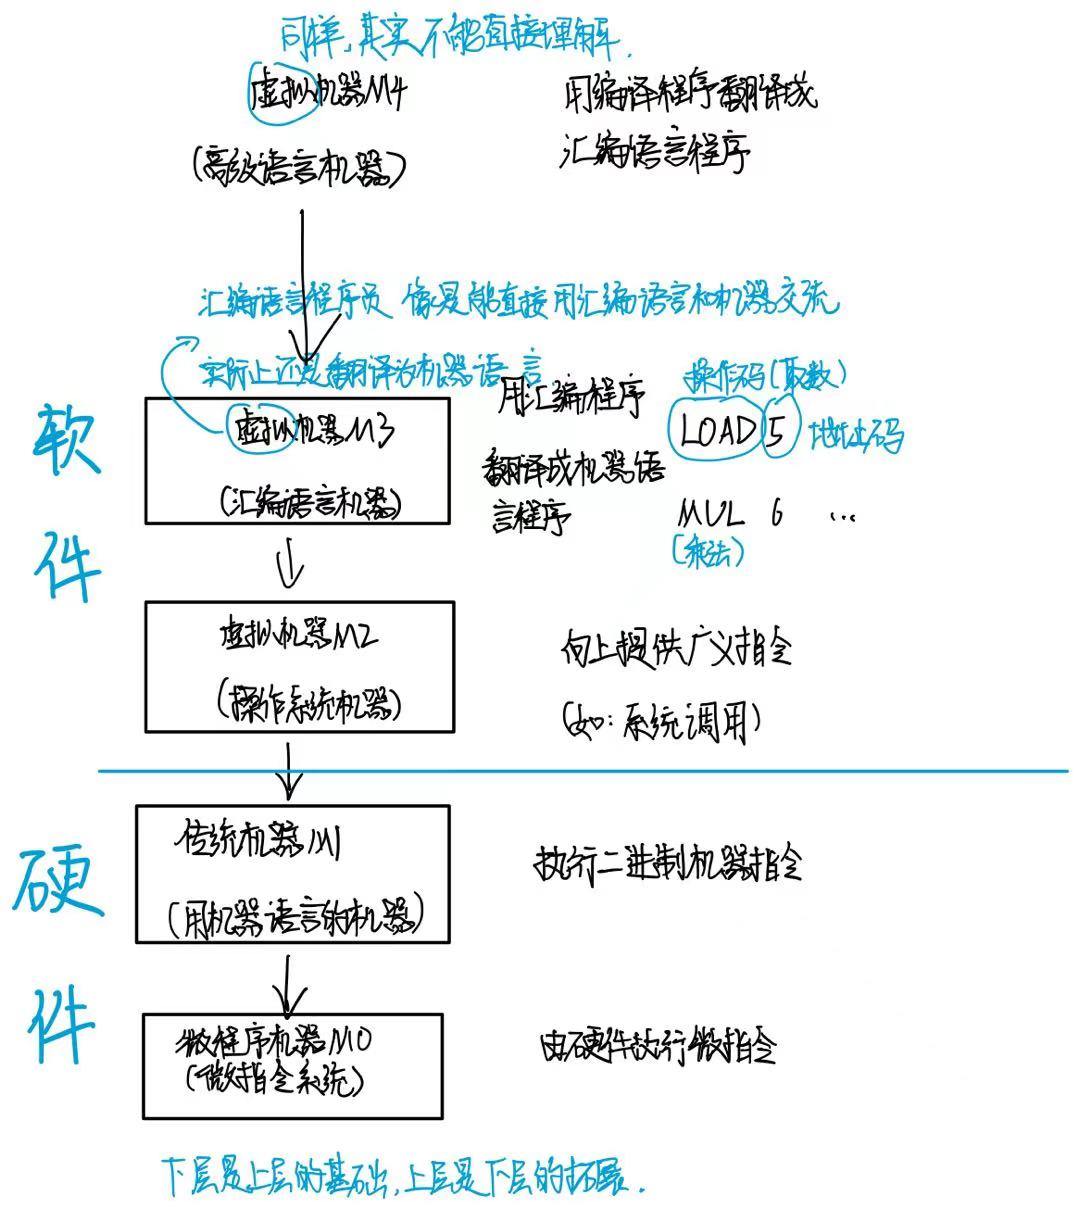 同样，其实不能直接理解.
虚拟机器M4
用编译程序翻译成
汇编语言程序
(高级语言机器)
汇编语言程序员 像是能直接用汇编语言和机器交流
实际上还是翻译为机器语言
操作码(取数)
用汇编程序
LOAD 5 地址码
虚拟机器M3
翻译成机器语
(汇编语言机器)
言程序
MUL 6 ...
(乘法)
软
件
虚拟机器M2
向上提供广义指令
(操作系统机器)
(如:系统调用)
传统机器M1
执行二进制机器指令
(用机器语言的机器)
硬
件
微程序机器M0
(微指令系统)
由硬件执行微指令
下层是上层的基础,上层是下层的拓展.